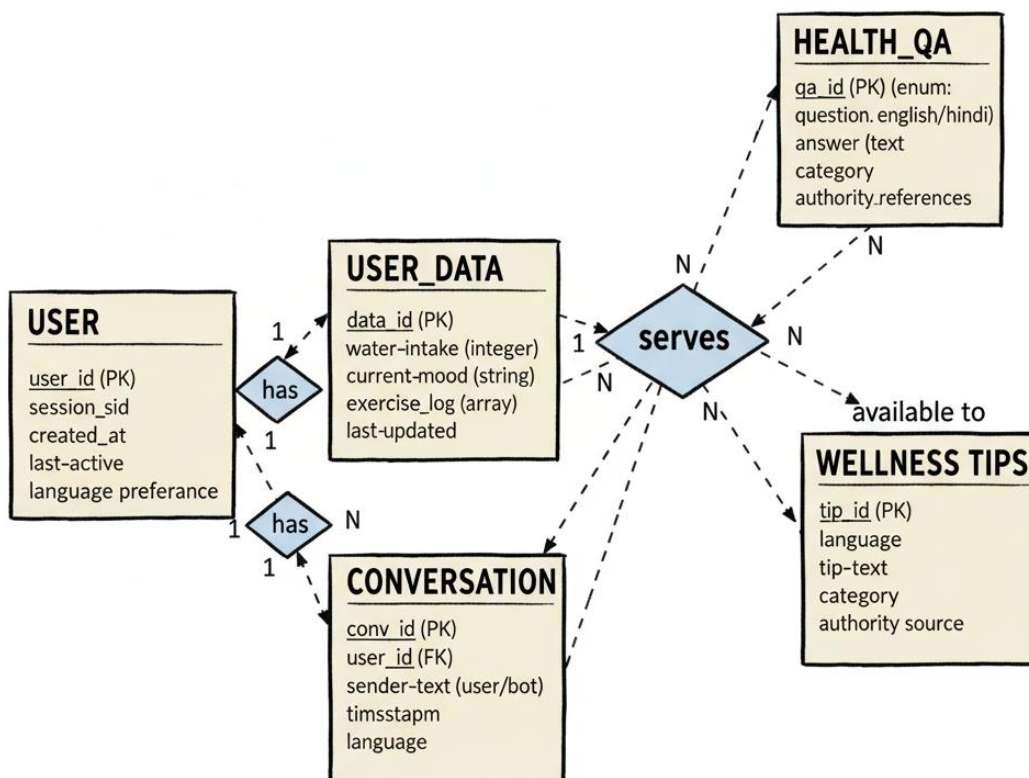 HEALTH_QA
qa_id (PK) (enum:
question. english/hindi)
answer (text
category
authority.references
N
USER_DATA
data_id (PK)
water-intake (integer)
current-mood (string)
exercise_log (array)
last-updated
USER
user_id (PK)
session_sid
created_at
last-active
language preferance
1
has
1
N
serves
1
N
N
N
available to
WELLNESS TIPS
tip_id (PK)
language
tip-text
category
authority source
1
has
N
1
CONVERSATION
conv_id (PK)
user_id (FK)
sender-text (user/bot)
timsstapm
language